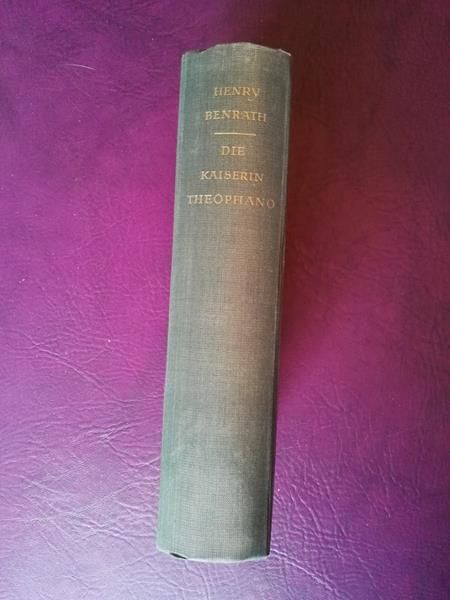 HENRY
BENRATH
DIE
KAISERIN
THEOPHANO